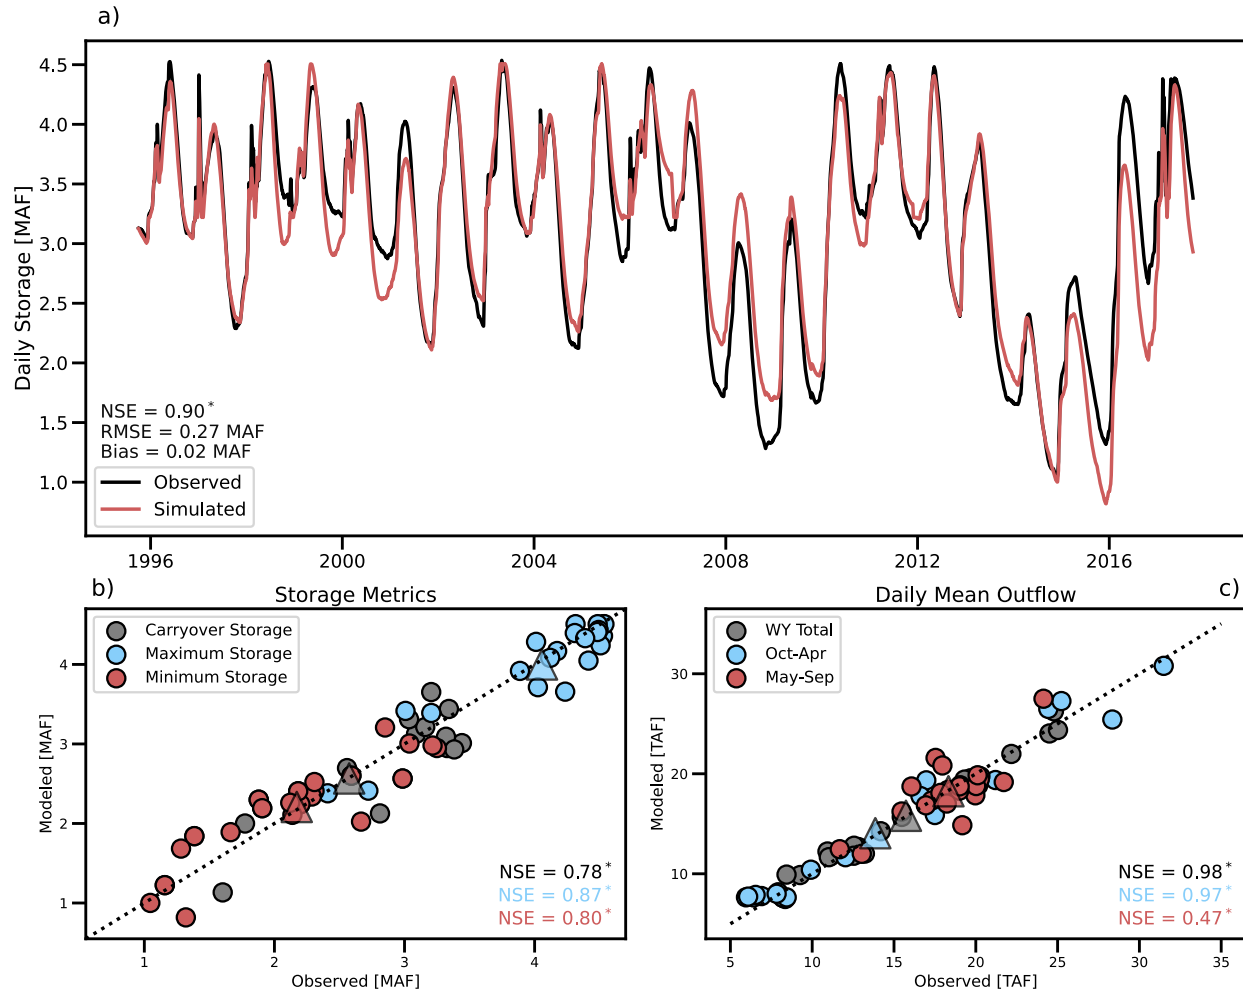 a)
Daily Storage [MAF]
4.5
4.0
3.5
3.0
2.5
2.0
1.5
1.0
NSE = 0.90*
RMSE = 0.27 MAF
Bias = 0.02 MAF
Observed
Simulated
1996
2000
2004
2008
2012
2016
b)
Storage Metrics
Modeled [MAF]
4
3
2
1
Carryover Storage
Maximum Storage
Minimum Storage
NSE = 0.78*
NSE = 0.87*
NSE = 0.80*
1
2
3
4
Observed [MAF]
c)
Daily Mean Outflow
Modeled [TAF]
30
20
10
WY Total
Oct-Apr
May-Sep
NSE = 0.98*
NSE = 0.97*
NSE = 0.47*
5
10
15
20
25
30
35
Observed [TAF]